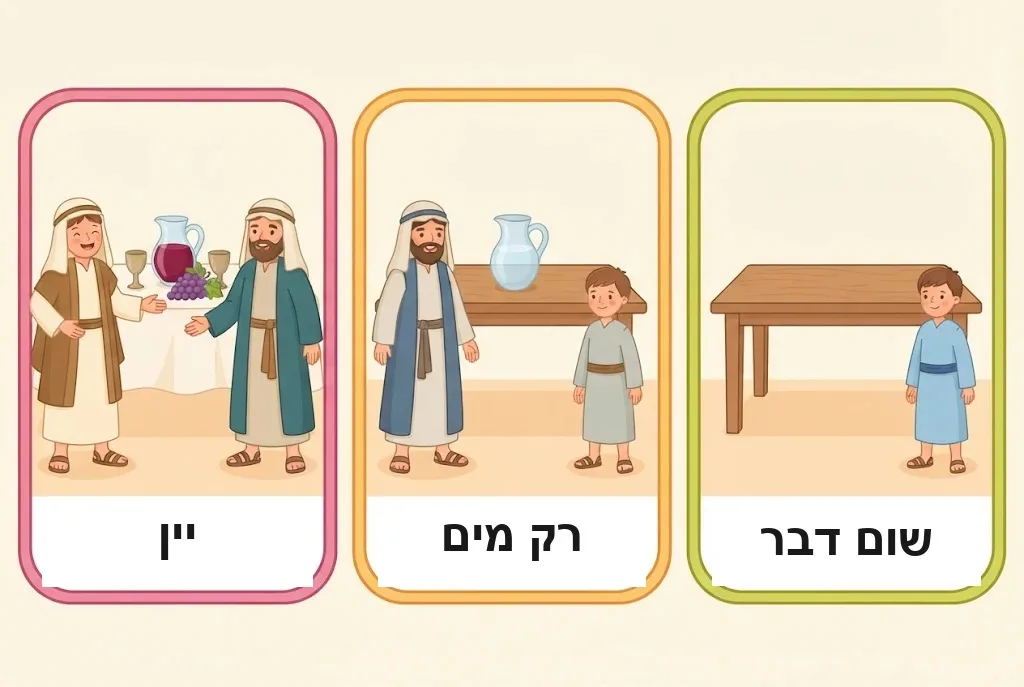 שום דבר
רק מים
יין